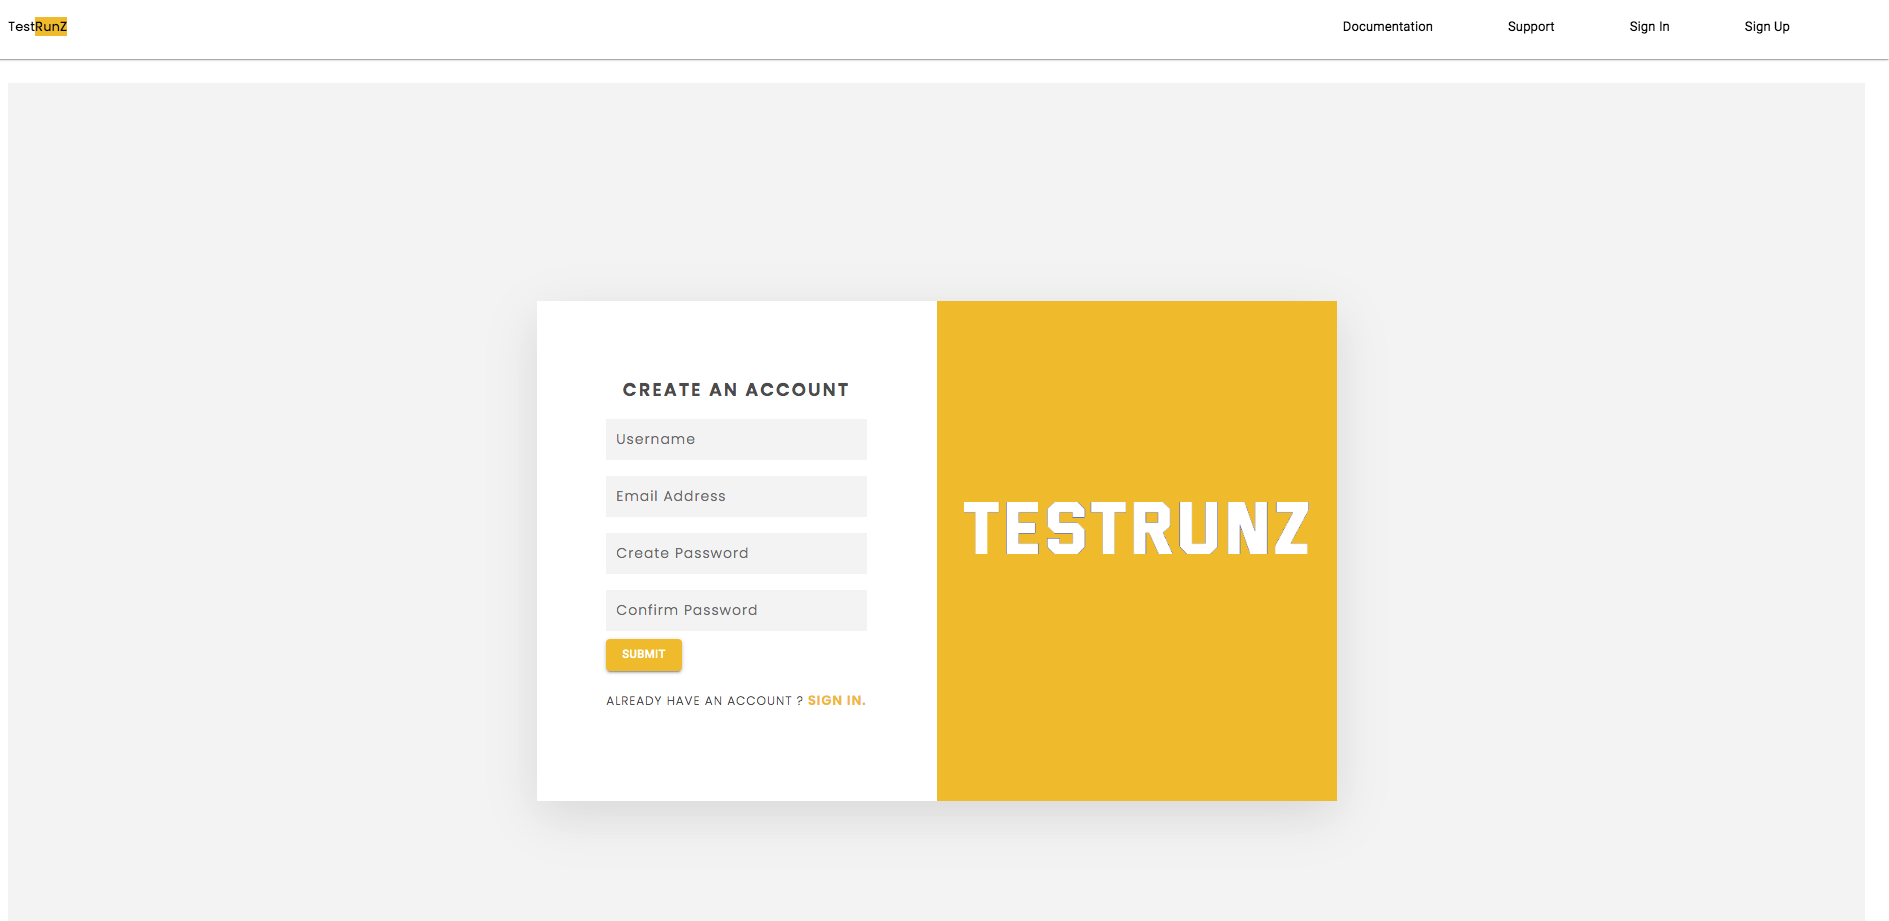 TestRunZ Documentation Support Sign In Sign Up
CREATE AN ACCOUNT
Username
Email Address
Create Password
Confirm Password
SUBMIT
ALREADY HAVE AN ACCOUNT ? SIGN IN.
TESTRUNZ